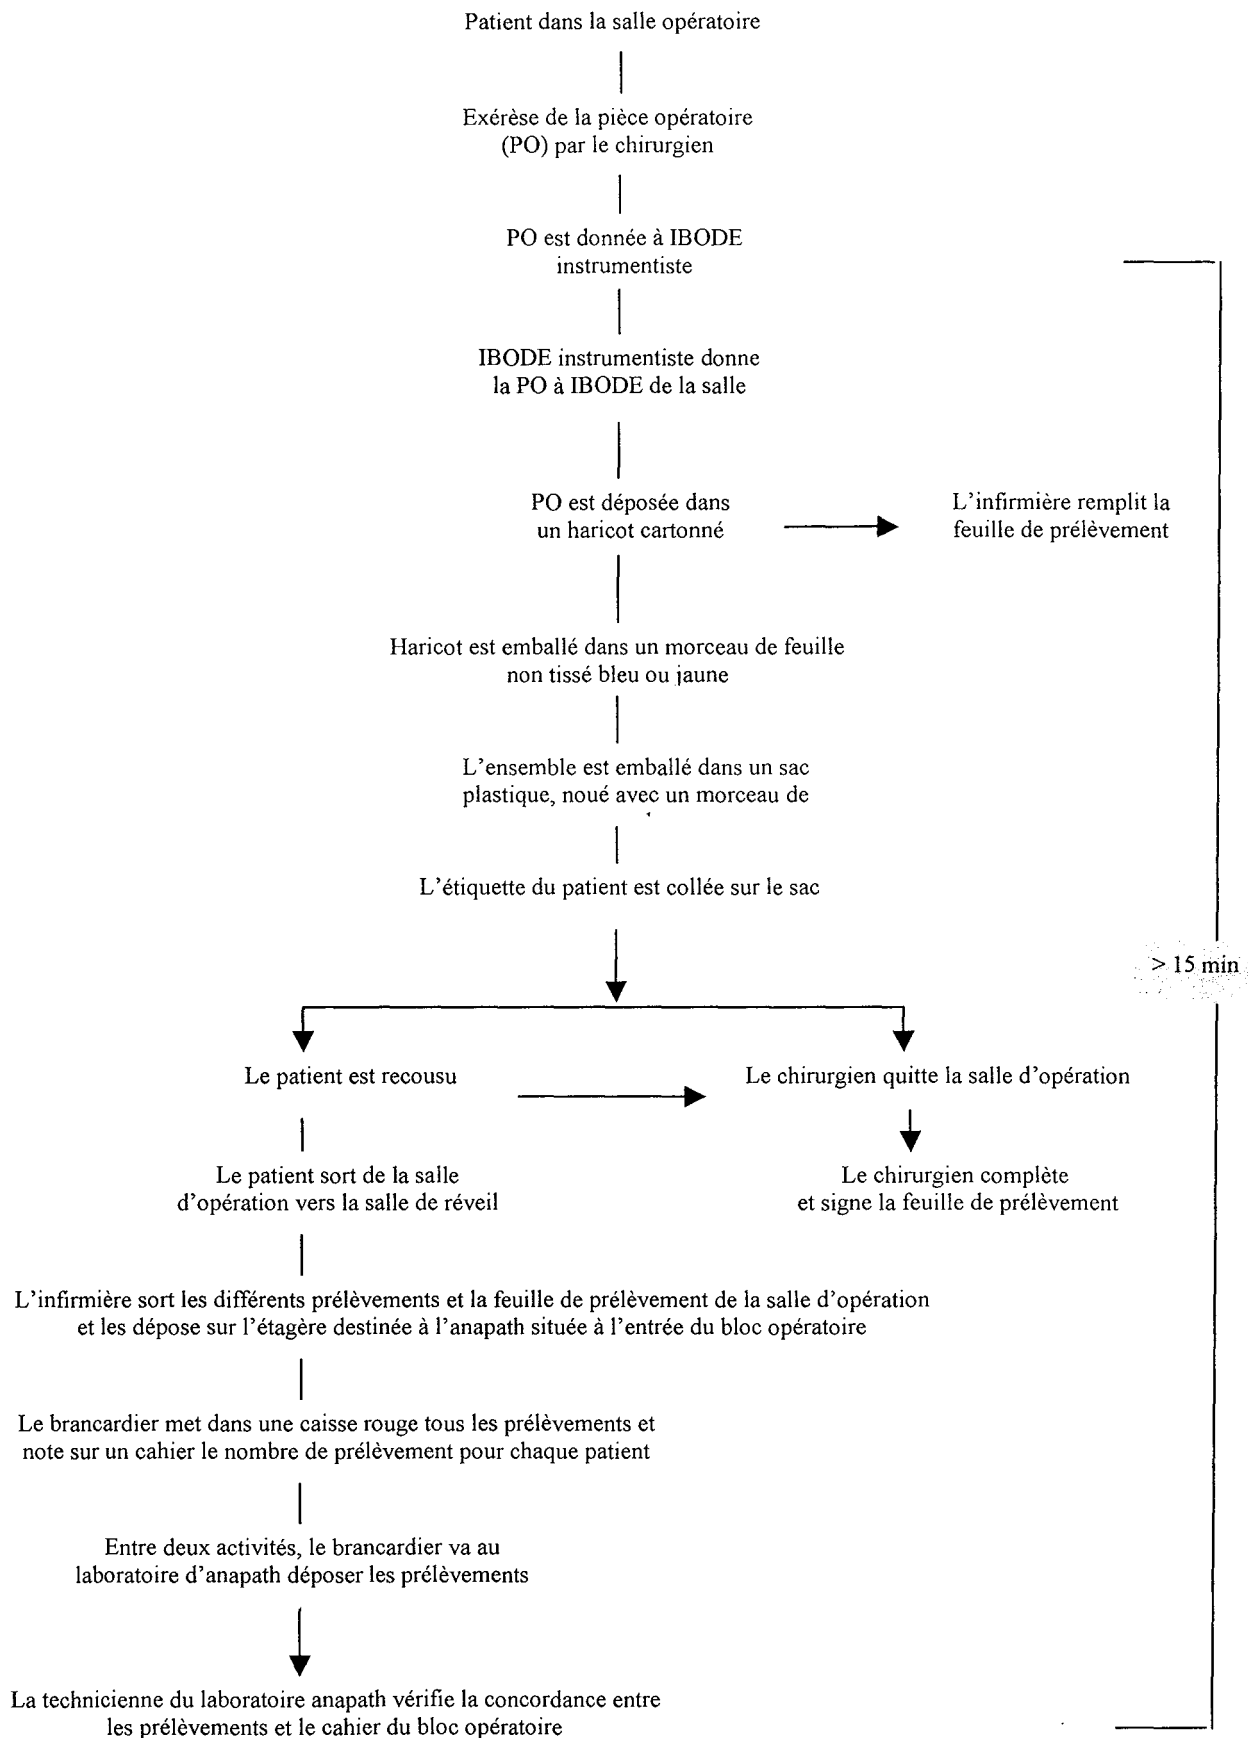 Patient dans la salle opératoire
Exérèse de la pièce opératoire
(PO) par le chirurgien
PO est donnée à IBODE
instrumentiste
IBODE instrumentiste donne
la PO à IBODE de la salle
PO est déposée dans
un haricot cartonné
L'infirmière remplit la
feuille de prélèvement
Haricot est emballé dans un morceau de feuille
non tissé bleu ou jaune
L'ensemble est emballé dans un sac
plastique, noué avec un morceau de
L'étiquette du patient est collée sur le sac
> 15 min
Le patient est recousu
Le chirurgien quitte la salle d'opération
Le patient sort de la salle
d'opération vers la salle de réveil
Le chirurgien complète
et signe la feuille de prélèvement
L'infirmière sort les différents prélèvements et la feuille de prélèvement de la salle d'opération
et les dépose sur l'étagère destinée à l'anapath située à l'entrée du bloc opératoire
Le brancardier met dans une caisse rouge tous les prélèvements et
note sur un cahier le nombre de prélèvement pour chaque patient
Entre deux activités, le brancardier va au
laboratoire d'anapath déposer les prélèvements
La technicienne du laboratoire anapath vérifie la concordance entre
les prélèvements et le cahier du bloc opératoire